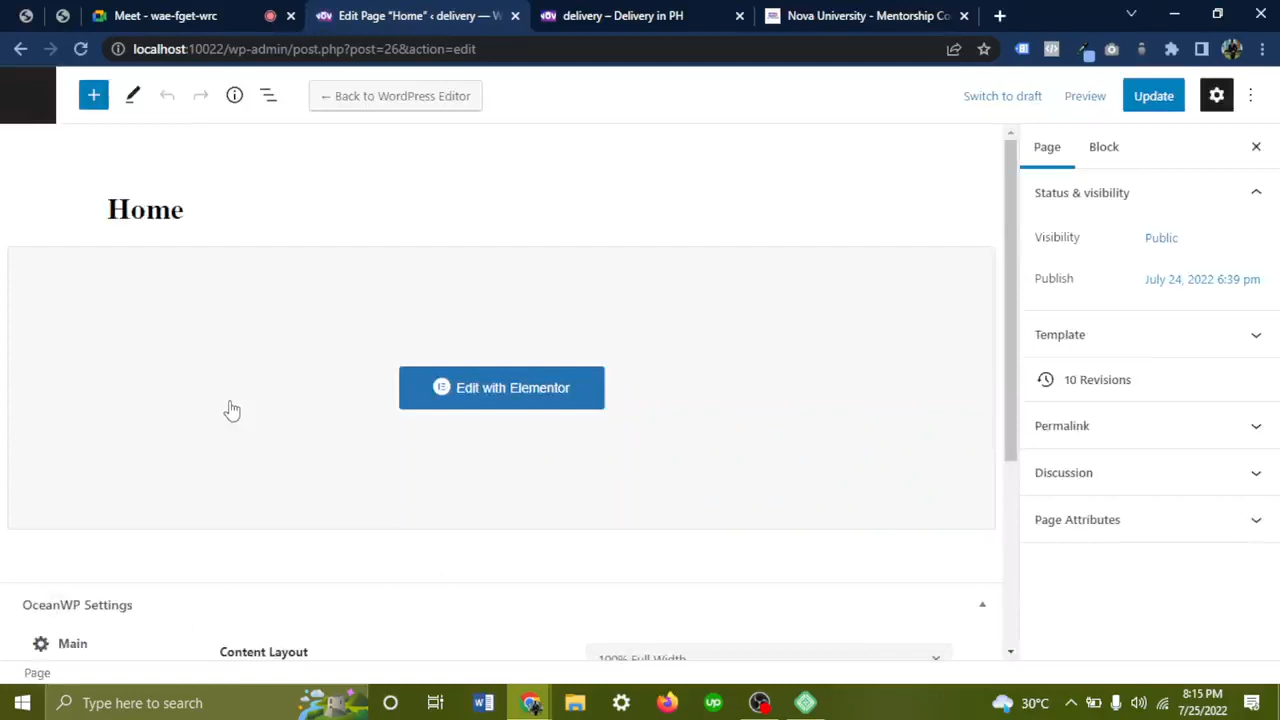 Meet - wae-fget-wrc
Edit Page “Home” ‹ delivery — W
delivery – Delivery in PH
Nova University - Mentorship Co
localhost:10022/wp-admin/post.php?post=26&action=edit
← Back to WordPress Editor
Switch to draft
Preview
Update
Page
Block
Home
Status & visibility
Visibility
Public
Publish
July 24, 2022 6:39 pm
Template
Edit with Elementor
10 Revisions
Permalink
Discussion
Page Attributes
OceanWP Settings
Main
Content Layout
100% Full Width
Page
Type here to search
30°C
8:15 PM
7/25/2022